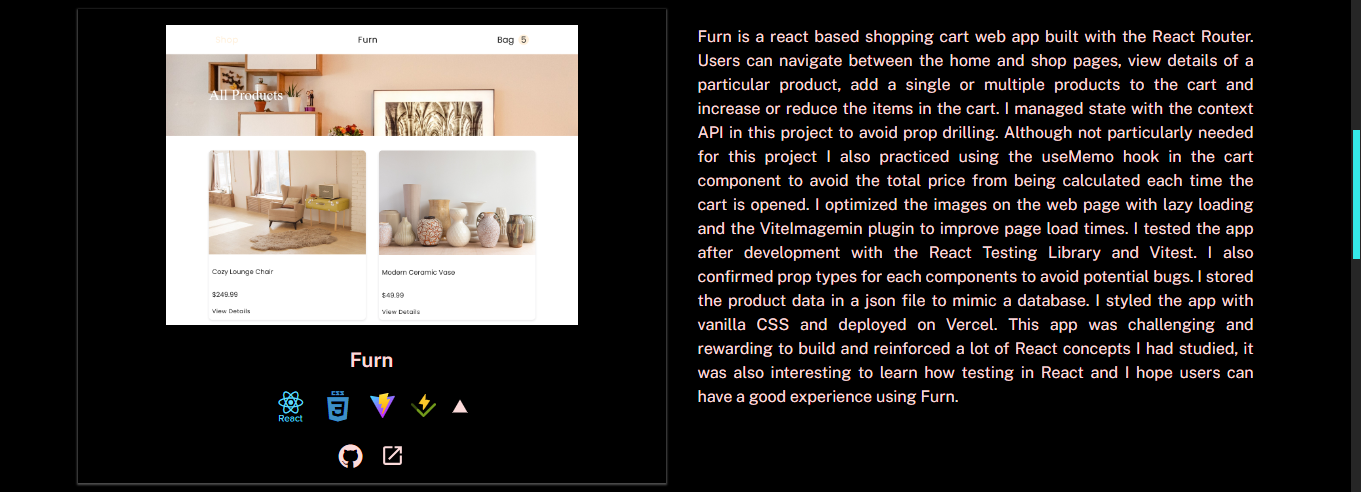 Shop
Furn
Bag 5
All Products
Cozy Lounge Chair
$249.99
View Details
Modern Ceramic Vase
$49.99
View Details
Furn
React
CSS
3
Furn is a react based shopping cart web app built with the React Router.
Users can navigate between the home and shop pages, view details of a
particular product, add a single or multiple products to the cart and
increase or reduce the items in the cart. I managed state with the context
API in this project to avoid prop drilling. Although not particularly needed
for this project I also practiced using the useMemo hook in the cart
component to avoid the total price from being calculated each time the
cart is opened. I optimized the images on the web page with lazy loading
and the ViteImagemin plugin to improve page load times. I tested the app
after development with the React Testing Library and Vitest. I also
confirmed prop types for each components to avoid potential bugs. I stored
the product data in a json file to mimic a database. I styled the app with
vanilla CSS and deployed on Vercel. This app was challenging and
rewarding to build and reinforced a lot of React concepts I had studied, it
was also interesting to learn how testing in React and I hope users can
have a good experience using Furn.